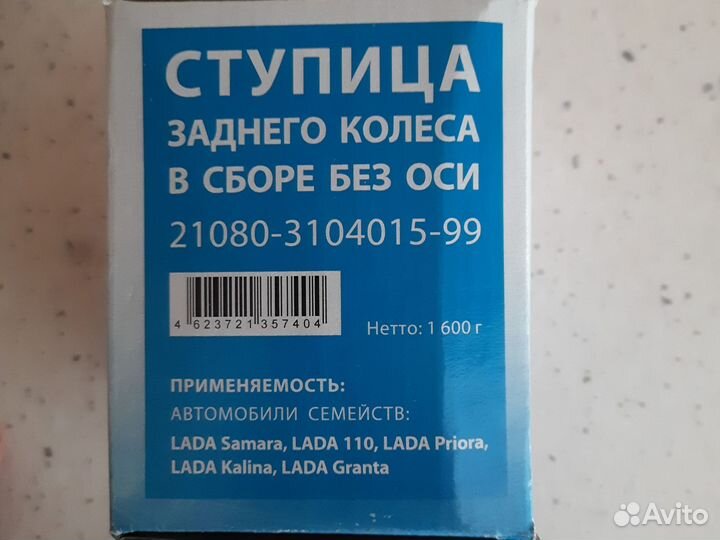 СТУПИЦА
ЗАДНЕГО КОЛЕСА
В СБОРЕ БЕЗ ОСИ
21080-3104015-99
4 623721 357404
Нетто: 1 600 г
ПРИМЕНЯЕМОСТЬ:
АВТОМОБИЛИ СЕМЕЙСТВ:
LADA Samara, LADA 110, LADA Priora,
LADA Kalina, LADA Granta
Avito